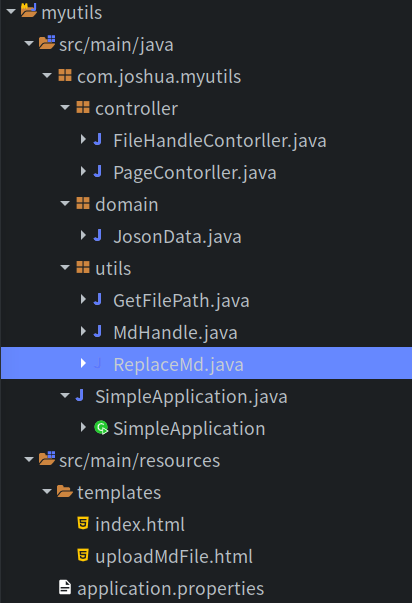 myutils
src/main/java
com.joshua.myutils
controller
FileHandleContorller.java
PageContorller.java
domain
JosonData.java
utils
GetFilePath.java
MdHandle.java
ReplaceMd.java
SimpleApplication.java
SimpleApplication
src/main/resources
templates
index.html
uploadMdFile.html
application.properties